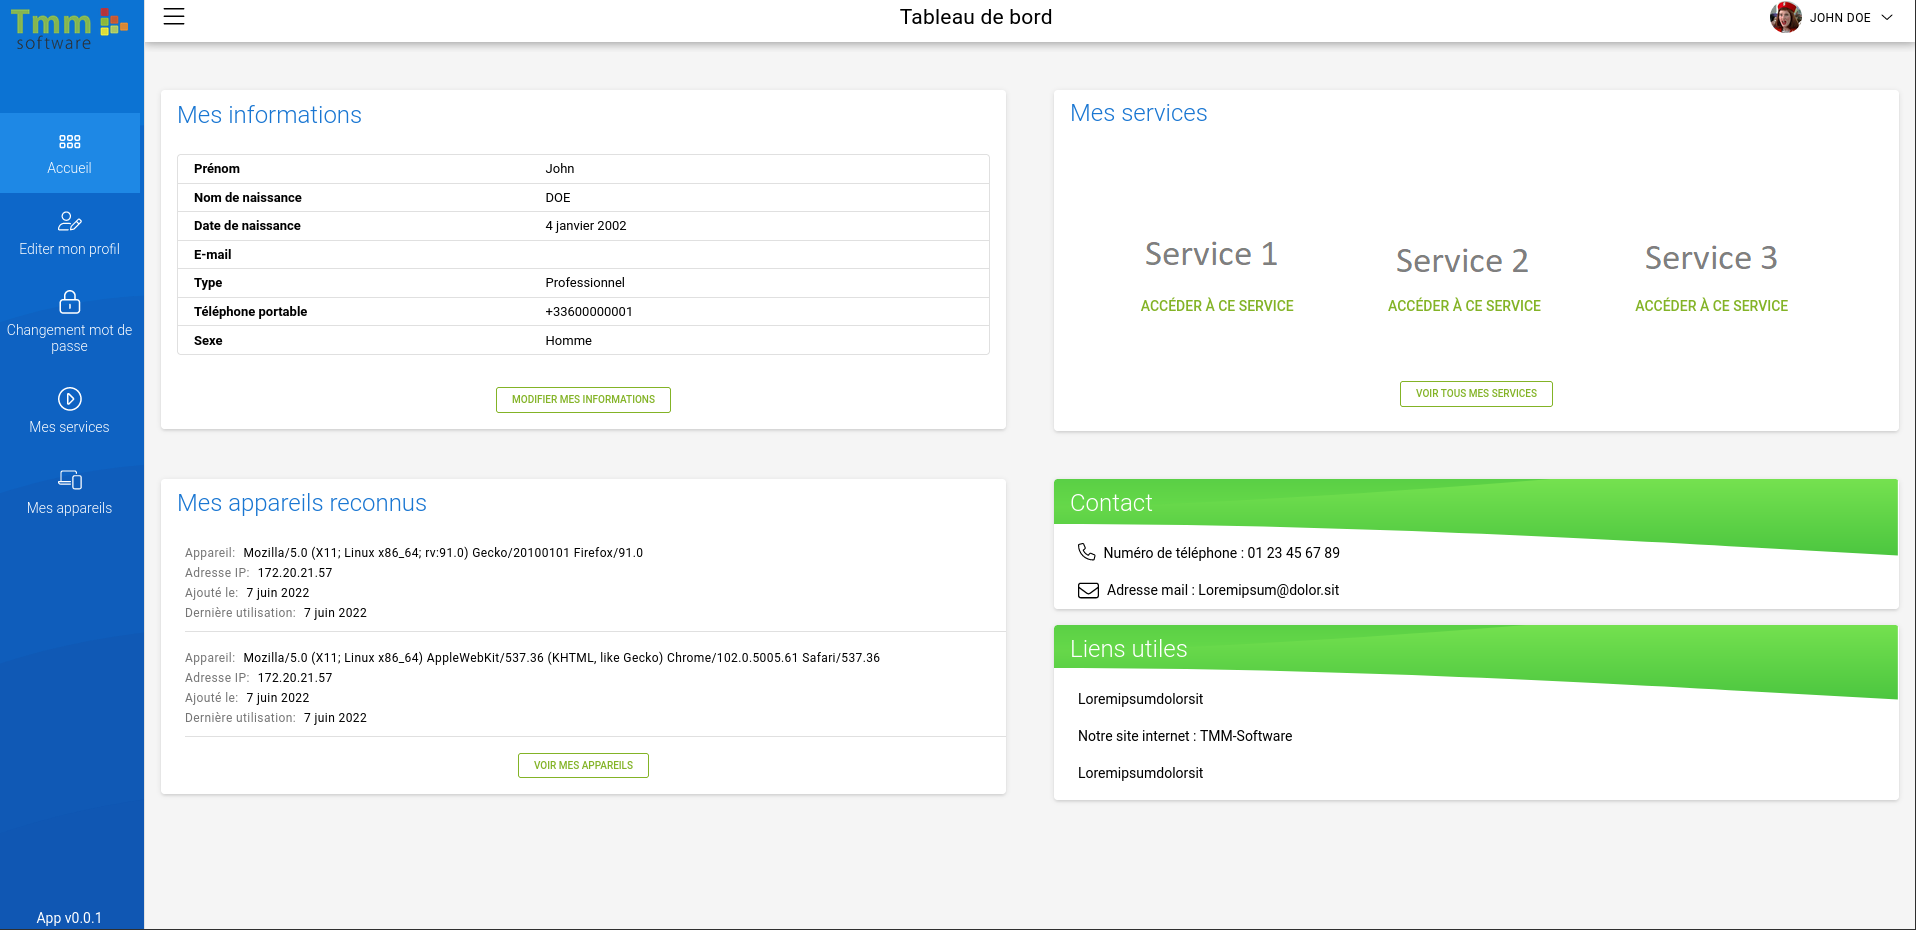 Tmm
software
Tableau de bord
JOHN DOE
Accueil
Editer mon profil
Changement mot de
passe
Mes services
Mes appareils
App v0.0.1
Mes informations
Prénom John
Nom de naissance DOE
Date de naissance 4 janvier 2002
E-mail
Type Professionnel
Téléphone portable +33600000001
Sexe Homme
MODIFIER MES INFORMATIONS
Mes services
Service 1
Service 2
Service 3
ACCÉDER À CE SERVICE
ACCÉDER À CE SERVICE
ACCÉDER À CE SERVICE
VOIR TOUS MES SERVICES
Mes appareils reconnus
Appareil: Mozilla/5.0 (X11; Linux x86_64; rv:91.0) Gecko/20100101 Firefox/91.0
Adresse IP: 172.20.21.57
Ajouté le: 7 juin 2022
Dernière utilisation: 7 juin 2022
Appareil: Mozilla/5.0 (X11; Linux x86_64) AppleWebKit/537.36 (KHTML, like Gecko) Chrome/102.0.5005.61 Safari/537.36
Adresse IP: 172.20.21.57
Ajouté le: 7 juin 2022
Dernière utilisation: 7 juin 2022
VOIR MES APPAREILS
Contact
Numéro de téléphone : 01 23 45 67 89
Adresse mail : Loremipsum@dolor.sit
Liens utiles
Loremipsumdolorsit
Notre site internet : TMM-Software
Loremipsumdolorsit